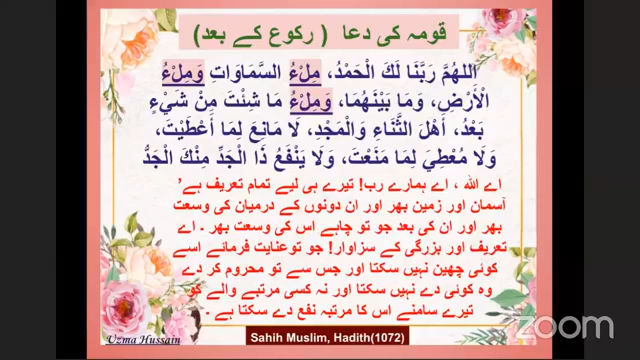 قومہ کی دعا ( رکوع کے بعد)
اللهُمَّ رَبَّنَا لَكَ الْحَمْدُ، مِلْءُ السَّمَاوَاتِ وَمِلْءُ
الْأَرْضِ، وَمَا بَيْنَهُمَا، وَمِلْءُ مَا شِئْتَ مِنْ شَيْءٍ
بَعْدُ، أَهْلَ الثَّنَاءِ وَالْمَجْدِ، لَا مَانِعَ لِمَا أَعْطَيْتَ،
وَلَا مُعْطِيَ لِمَا مَنَعْتَ، وَلَا يَنْفَعُ ذَا الْجَدِّ مِنْكَ الْجَدُّ
اے اللہ ، اے ہمارے رب! تیرے ہی لیے تمام تعریف ہے’
آسمان اور زمین بھر اور ان دونوں کے درمیان کی وسعت
بھر اور ان کی بعد جو تو چاہے اس کی وسعت بھر ۔ اے
تعریف اور بزرگی کے سزاوار! جو توعنایت فرمائے اسے
کوئی چھین نہیں سکتا اور جس سے تو محروم کر دے
وہ کوئی دے نہیں سکتا اور نہ کسی مرتبے والے کو
تیرے سامنے اس کا مرتبہ نفع دے سکتا ہے ۔
Uzma Hussain
Sahih Muslim, Hadith(1072)
zoom